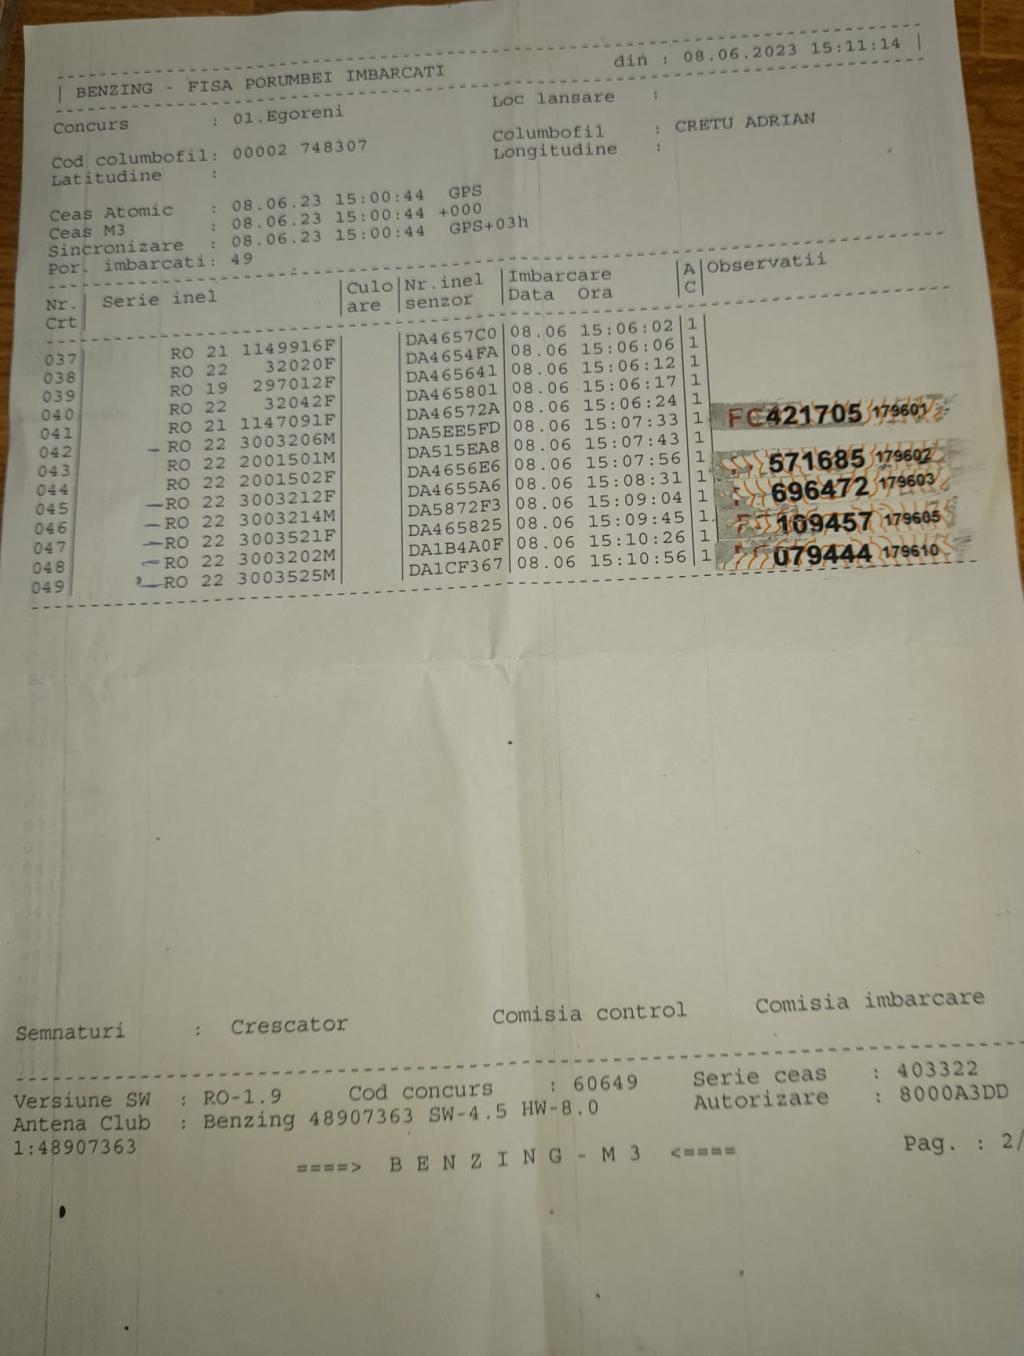 | BENZING - FISA PORUMBEI IMBARCATI din : 08.06.2023 15:11:14 |
Concurs : 01.Egoreni Loc lansare :
Cod columbofil: 00002 748307 Columbofil : CRETU ADRIAN
Latitudine : Longitudine :
Ceas Atomic : 08.06.23 15:00:44 GPS
Ceas M3 : 08.06.23 15:00:44 +000
Sincronizare : 08.06.23 15:00:44 GPS+03h
Por. imbarcati: 49
Nr.| Serie inel |Culo|Nr.inel |Imbarcare |A|Observatii
Crt| |are |senzor |Data Ora |C|
037| RO 21 1149916F| |DA4657C0|08.06 15:06:02|1|
038| RO 22 32020F| |DA4654FA|08.06 15:06:06|1|
039| RO 19 297012F| |DA465641|08.06 15:06:12|1|
040| RO 22 32042F| |DA465801|08.06 15:06:17|1|
041| RO 21 1147091F| |DA46572A|08.06 15:06:24|1| FC421705 179601
042| RO 22 3003206M| |DA5EE5FD|08.06 15:07:33|1|
043| RO 22 2001501M| |DA515EA8|08.06 15:07:43|1| 571685 179602
044| RO 22 2001502F| |DA4656E6|08.06 15:07:56|1|
045| RO 22 3003212F| |DA4655A6|08.06 15:08:31|1| 696472 179603
046| RO 22 3003214M| |DA5872F3|08.06 15:09:04|1|
047| RO 22 3003521F| |DA465825|08.06 15:09:45|1| 109457 179605
048| RO 22 3003202M| |DA1B4A0F|08.06 15:10:26|1|
049| RO 22 3003525M| |DA1CF367|08.06 15:10:56|1| 079444 179610
Semnaturi : Crescator Comisia control Comisia imbarcare
Versiune SW : RO-1.9 Cod concurs : 60649 Serie ceas : 403322
Antena Club : Benzing 48907363 SW-4.5 HW-8.0 Autorizare : 8000A3DD
1:48907363
====> B E N Z I N G - M 3 <==== Pag. : 2/